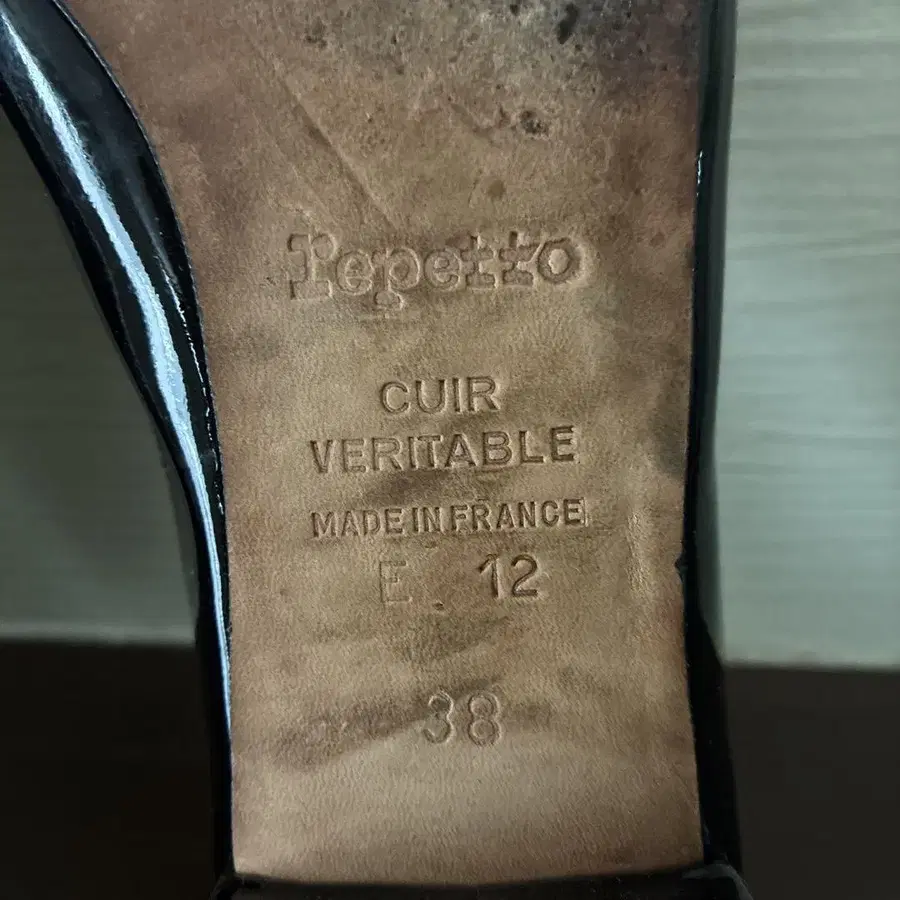 repetto
CUIR
VERITABLE
MADE IN FRANCE
E. 12
38